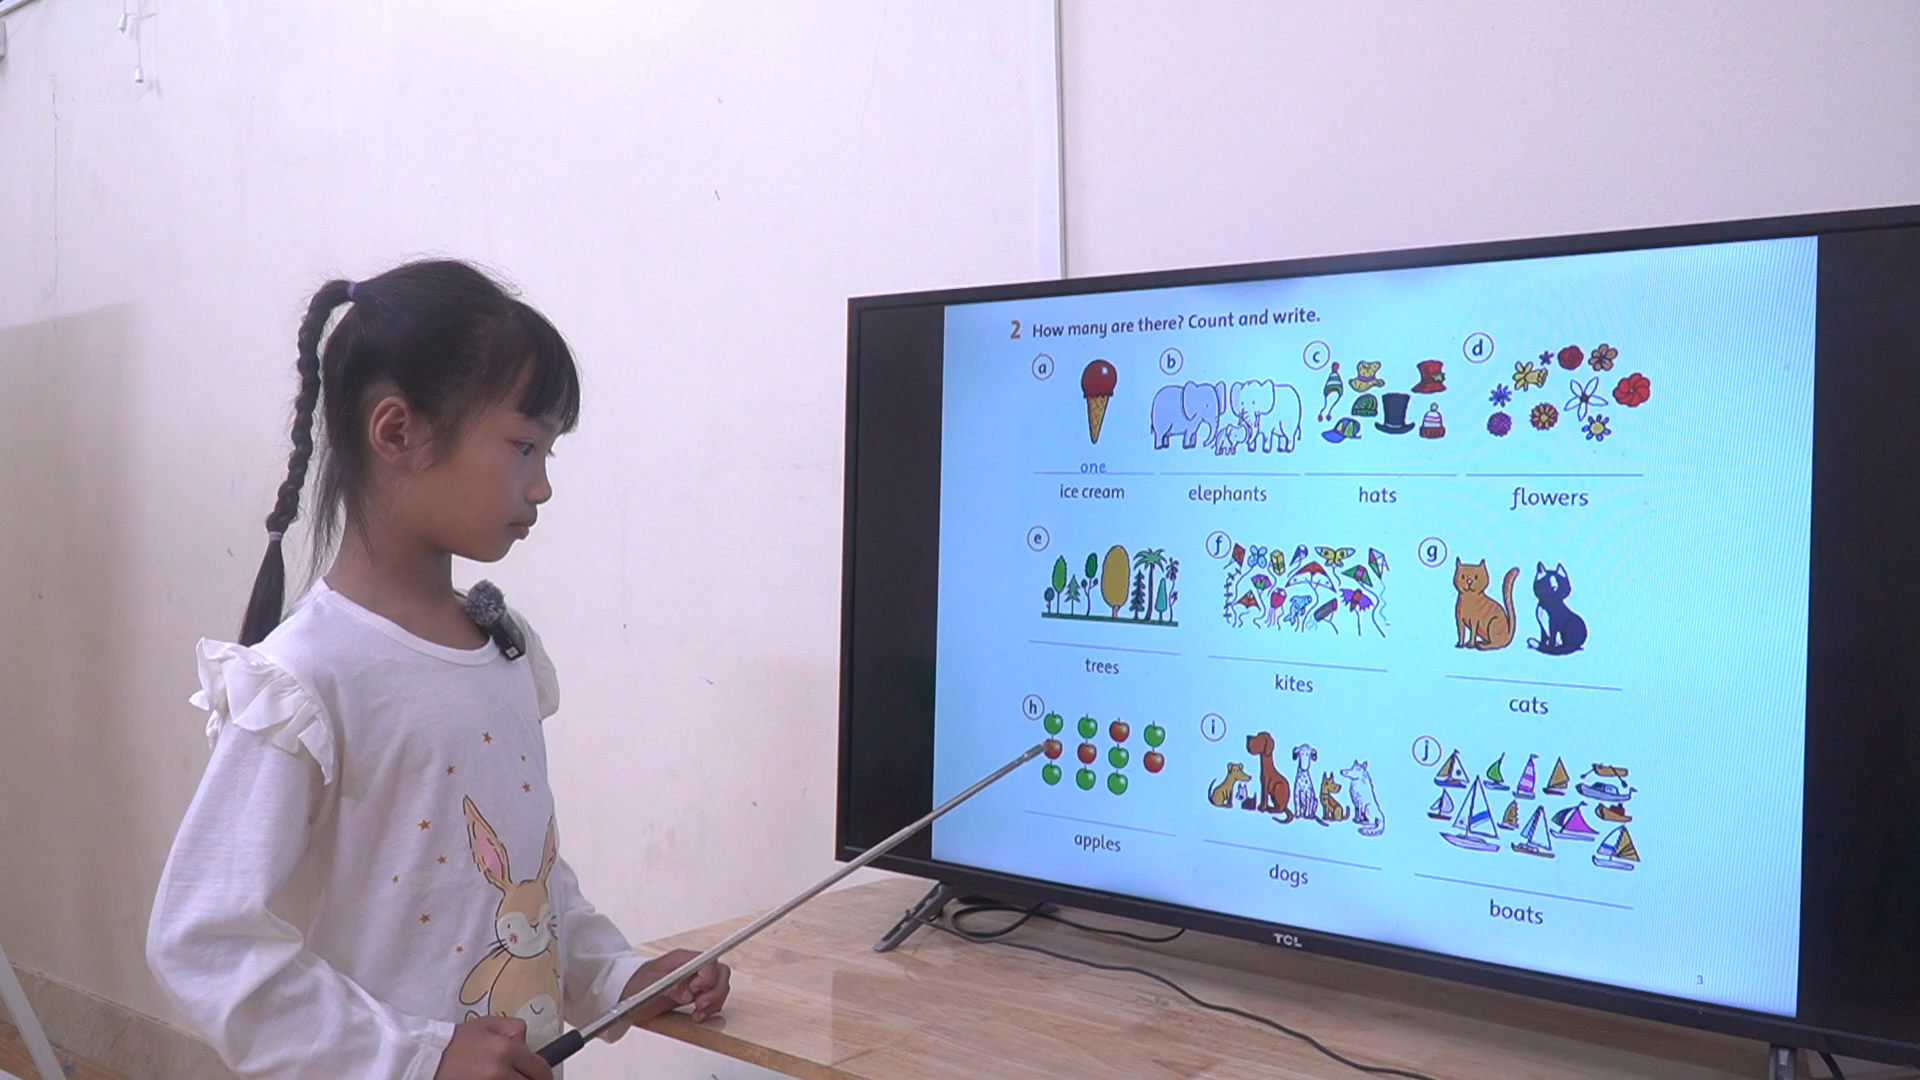 2 How many are there? Count and write.
a b c d
one
ice cream elephants hats flowers
e f g
trees kites cats
h i j
apples dogs boats
3
TCL